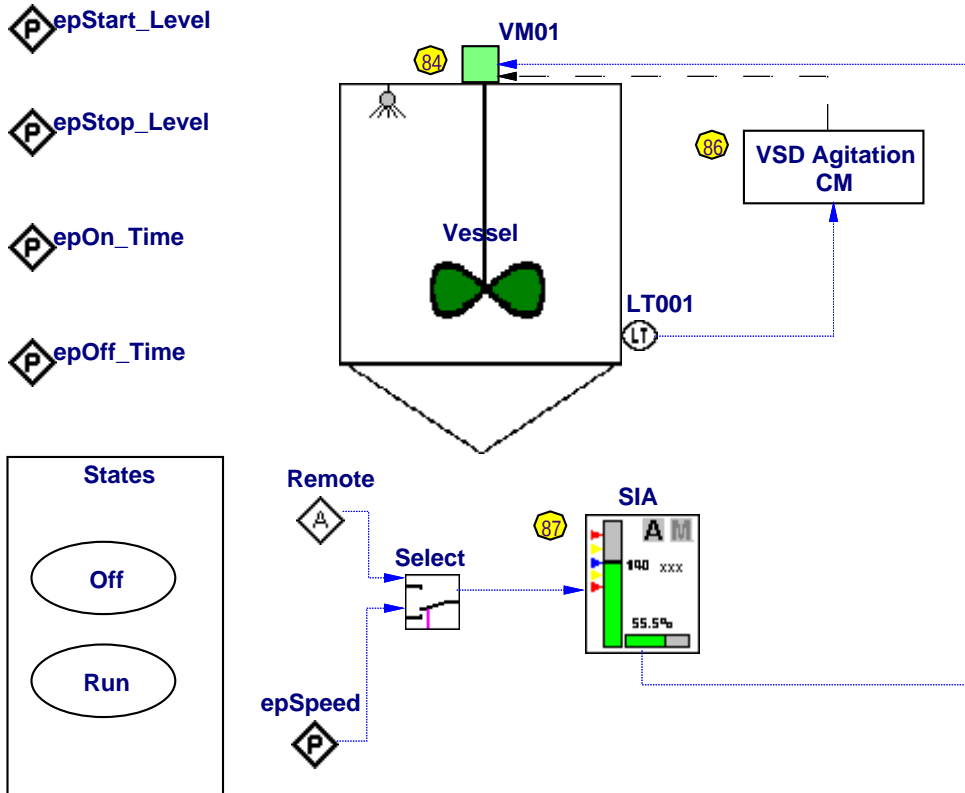 P epStart_Level
VM01
84
P epStop_Level
86
VSD Agitation
CM
P epOn_Time
Vessel
LT001
LT
P epOff_Time
States
Remote
A
SIA
87
A M
140 xxx
Select
Off
55.5%
Run
epSpeed
P